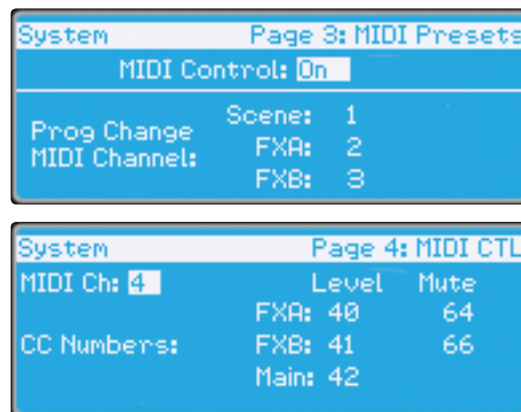 System Page 3: MIDI Presets
MIDI Control: On
Prog Change
MIDI Channel:
Scene: 1
FXA: 2
FXB: 3
System Page 4: MIDI CTL
MIDI Ch: 4 Level Mute
FXA: 40 64
CC Numbers: FXB: 41 66
Main: 42